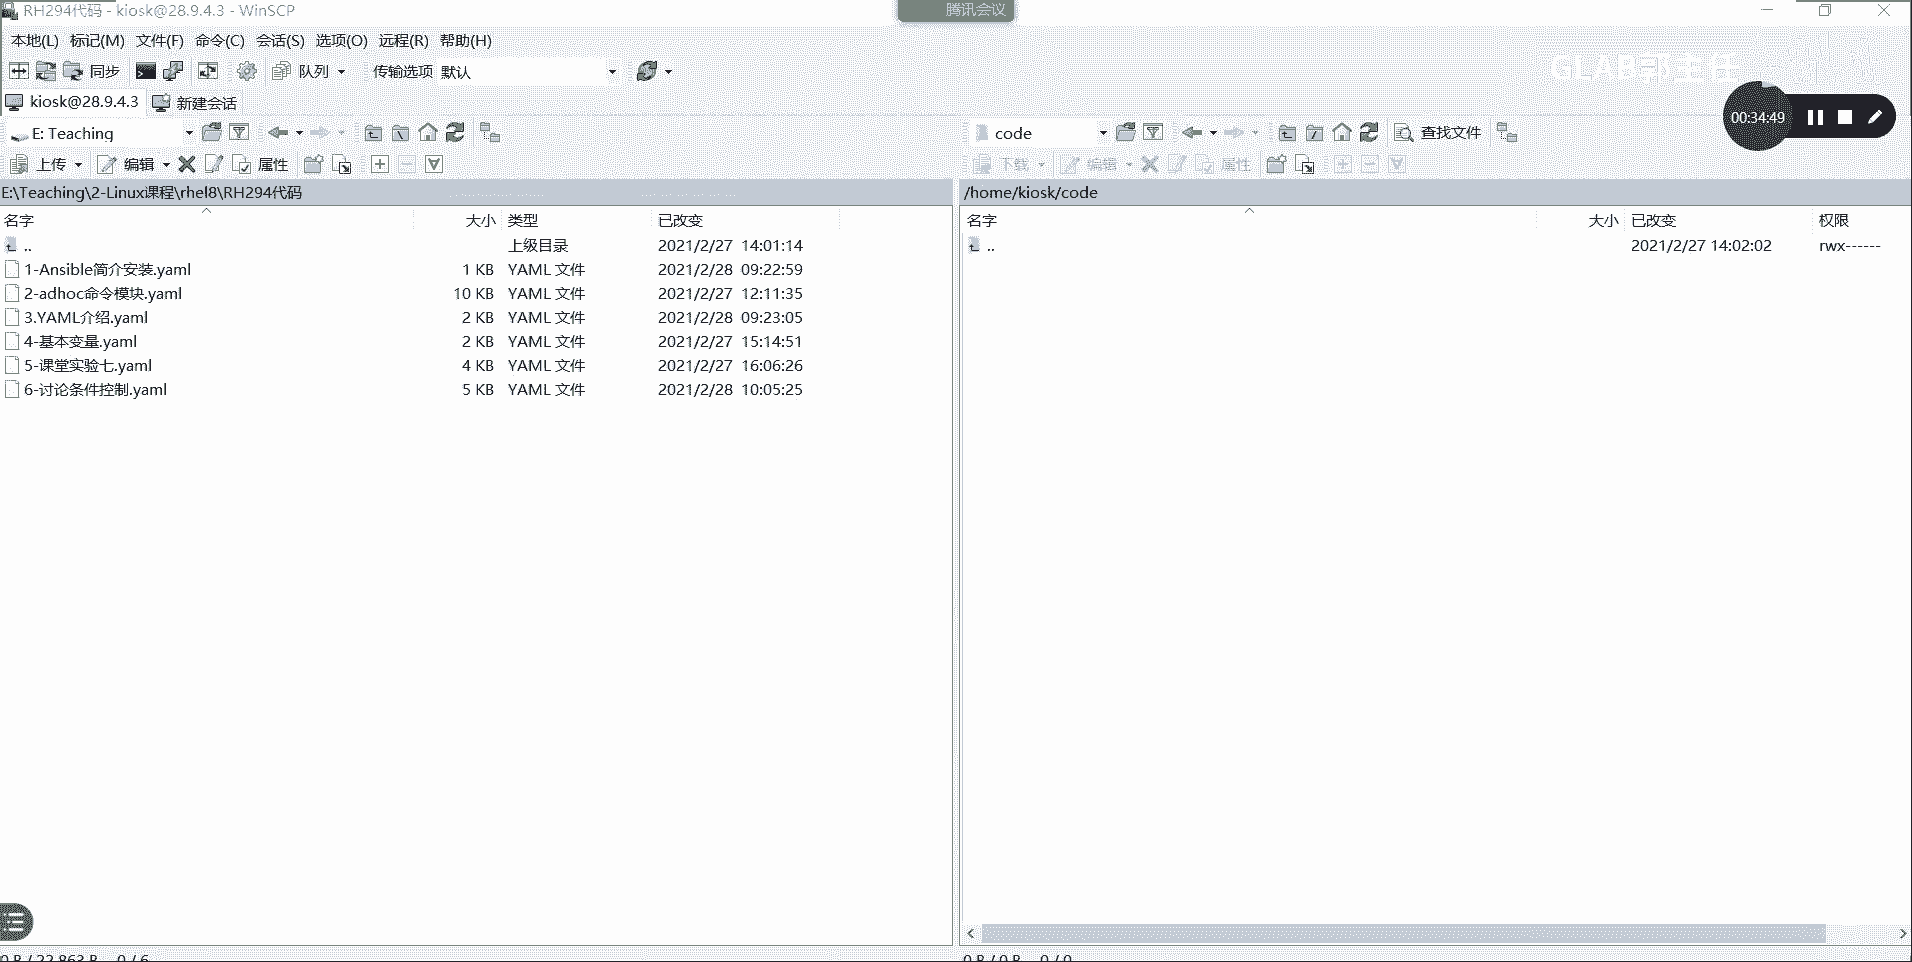 RH294代码 - kiosk@28.9.4.3 - WinSCP
腾讯会议
本地(L) 标记(M) 文件(F) 命令(C) 会话(S) 选项(O) 远程(R) 帮助(H)
同步 队列 传输选项 默认
GLAB郭主任
kiosk@28.9.4.3 新建会话
00:34:49
E: Teaching
code 查找文件
上传 编辑 属性
下载 编辑 属性
E:\Teaching\2-Linux课程\rhel8\RH294代码
/home/kiosk/code
名字 大小 类型 已改变
.. 上级目录 2021/2/27 14:01:14
1-Ansible简介安装.yaml 1 KB YAML 文件 2021/2/28 09:22:59
2-adhoc命令模块.yaml 10 KB YAML 文件 2021/2/27 12:11:35
3.YAML介绍.yaml 2 KB YAML 文件 2021/2/28 09:23:05
4-基本变量.yaml 2 KB YAML 文件 2021/2/27 15:14:51
5-课堂实验七.yaml 4 KB YAML 文件 2021/2/27 16:06:26
6-讨论条件控制.yaml 5 KB YAML 文件 2021/2/28 10:05:25
名字 大小 已改变 权限
.. 2021/2/27 14:02:02 rwx------
0 B / 22,863 B 0 / 6
0 B / 0 B 0 / 0